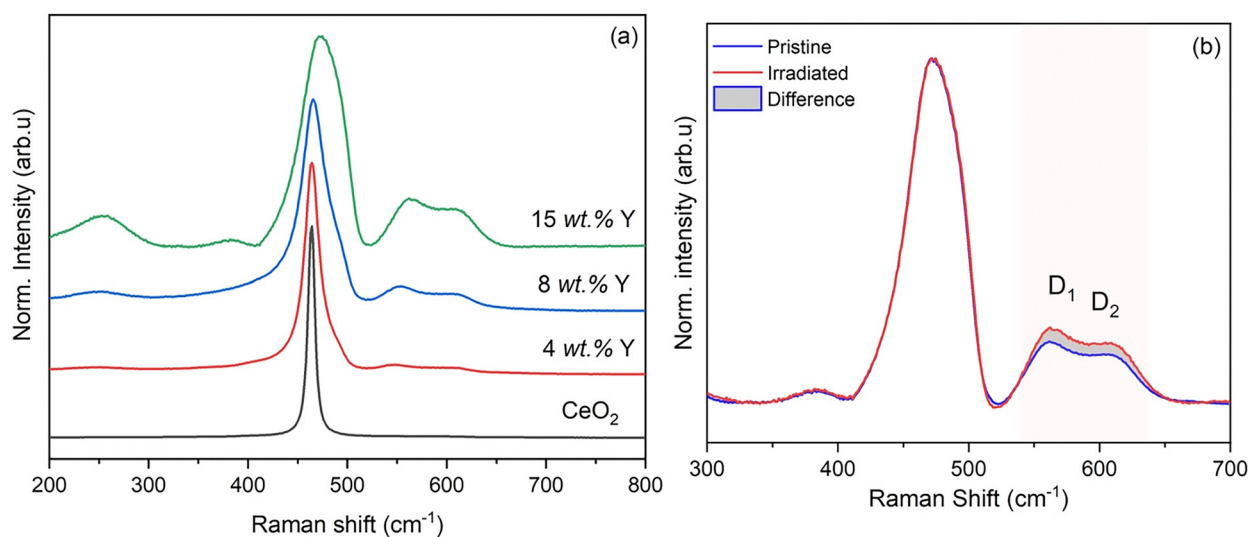 (a)
Norm. Intensity (arb.u)
15 wt.% Y
8 wt.% Y
4 wt.% Y
CeO₂
200 300 400 500 600 700 800
Raman shift (cm⁻¹)
(b)
Pristine
Irradiated
Difference
Norm. intensity (arb.u)
D₁ D₂
300 400 500 600 700
Raman Shift (cm⁻¹)